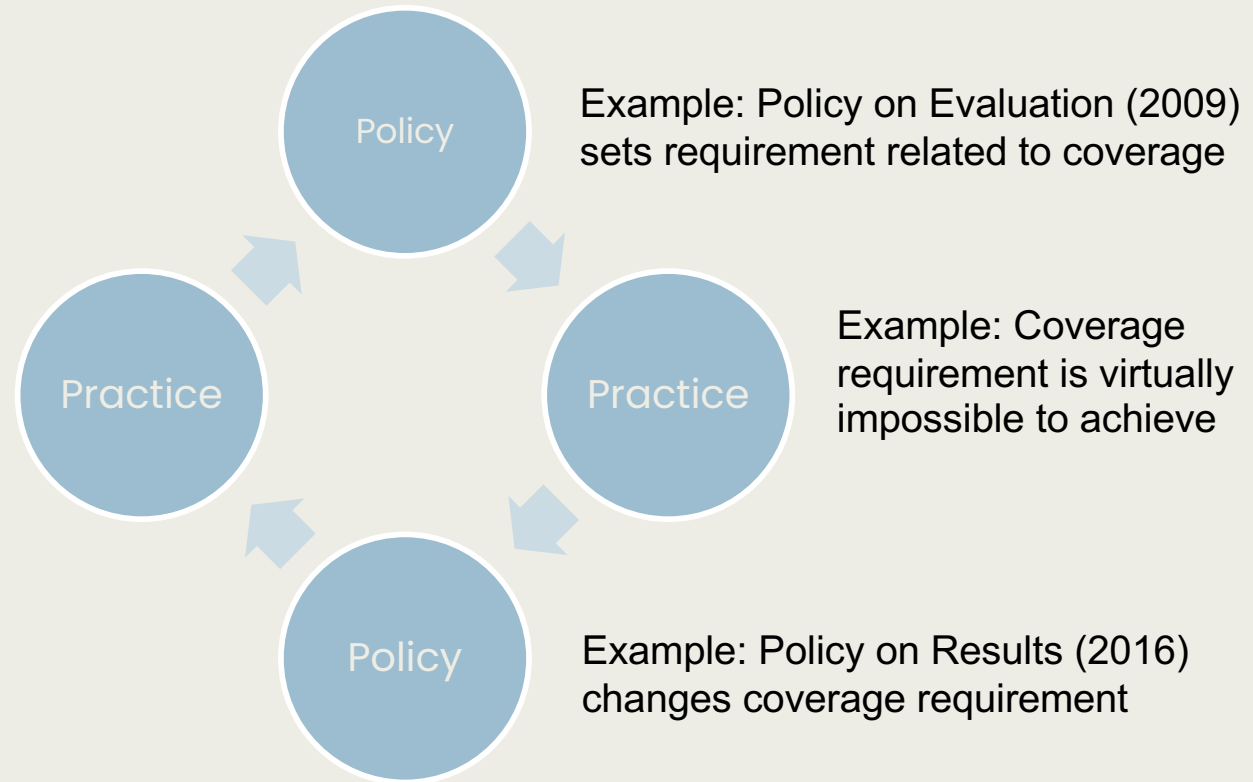 Policy
Example: Policy on Evaluation (2009)
sets requirement related to coverage
Practice
Practice
Example: Coverage
requirement is virtually
impossible to achieve
Policy
Example: Policy on Results (2016)
changes coverage requirement